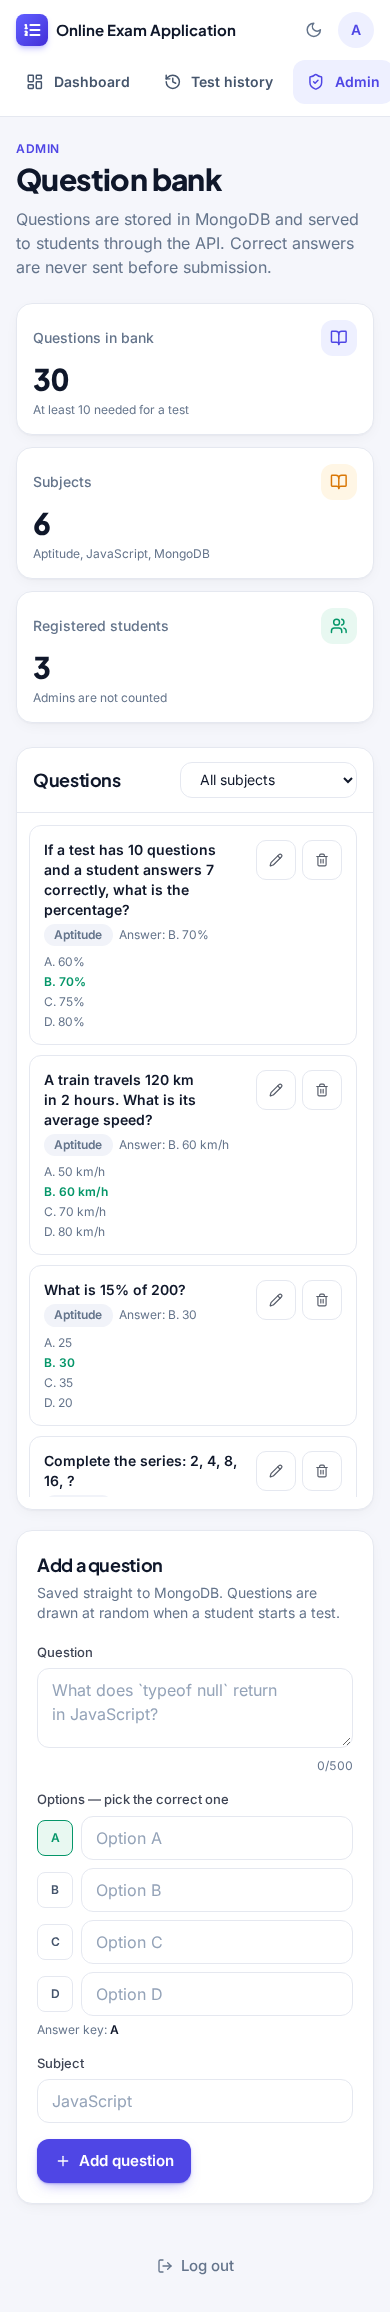 Online Exam Application
A
Dashboard
Test history
Admin
ADMIN
Question bank
Questions are stored in MongoDB and served
to students through the API. Correct answers
are never sent before submission.
Questions in bank
30
At least 10 needed for a test
Subjects
6
Aptitude, JavaScript, MongoDB
Registered students
3
Admins are not counted
Questions
All subjects
If a test has 10 questions
and a student answers 7
correctly, what is the
percentage?
Aptitude Answer: B. 70%
A. 60%
B. 70%
C. 75%
D. 80%
A train travels 120 km
in 2 hours. What is its
average speed?
Aptitude Answer: B. 60 km/h
A. 50 km/h
B. 60 km/h
C. 70 km/h
D. 80 km/h
What is 15% of 200?
Aptitude Answer: B. 30
A. 25
B. 30
C. 35
D. 20
Complete the series: 2, 4, 8,
16, ?
Add a question
Saved straight to MongoDB. Questions are
drawn at random when a student starts a test.
Question
What does `typeof null` return
in JavaScript?
0/500
Options — pick the correct one
A Option A
B Option B
C Option C
D Option D
Answer key: A
Subject
JavaScript
Add question
Log out